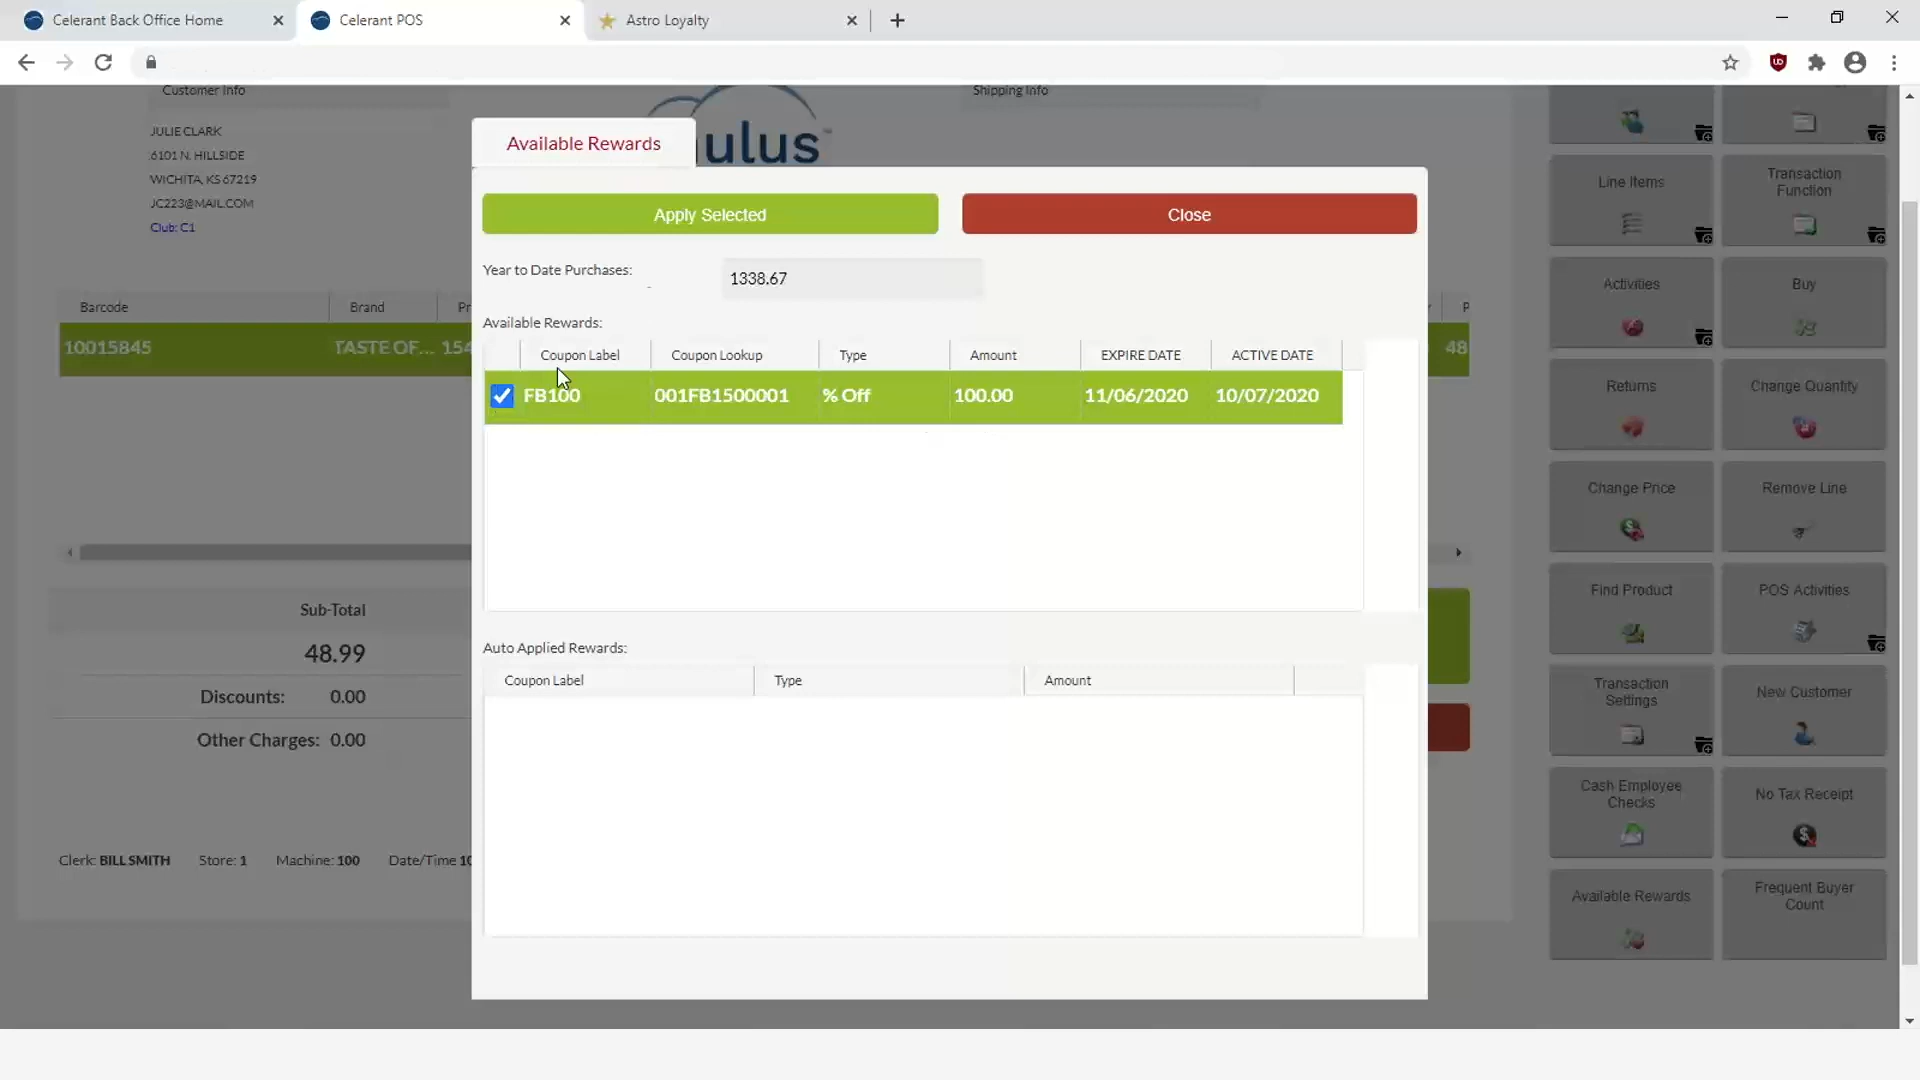 Celerant Back Office Home
Celerant POS
Astro Loyalty
Customer Info
Shipping Info
JULIE CLARK
6101 N. HILLSIDE
WICHITA, KS 67219
JC223@MAIL.COM
Club: C1
ulus™
Available Rewards
Apply Selected
Close
Year to Date Purchases:
1338.67
Available Rewards:
Coupon Label Coupon Lookup Type Amount EXPIRE DATE ACTIVE DATE
FB100 001FB1500001 % Off 100.00 11/06/2020 10/07/2020
Auto Applied Rewards:
Coupon Label Type Amount
Barcode Brand Pr P
10015845 TASTE OF... 154 48
Sub-Total
48.99
Discounts: 0.00
Other Charges: 0.00
Clerk: BILL SMITH Store: 1 Machine: 100 Date/Time 10
Line Items
Transaction
Function
Activities
Buy
Returns
Change Quantity
Change Price
Remove Line
Find Product
POS Activities
Transaction
Settings
New Customer
Cash Employee
Checks
No Tax Receipt
Available Rewards
Frequent Buyer
Count